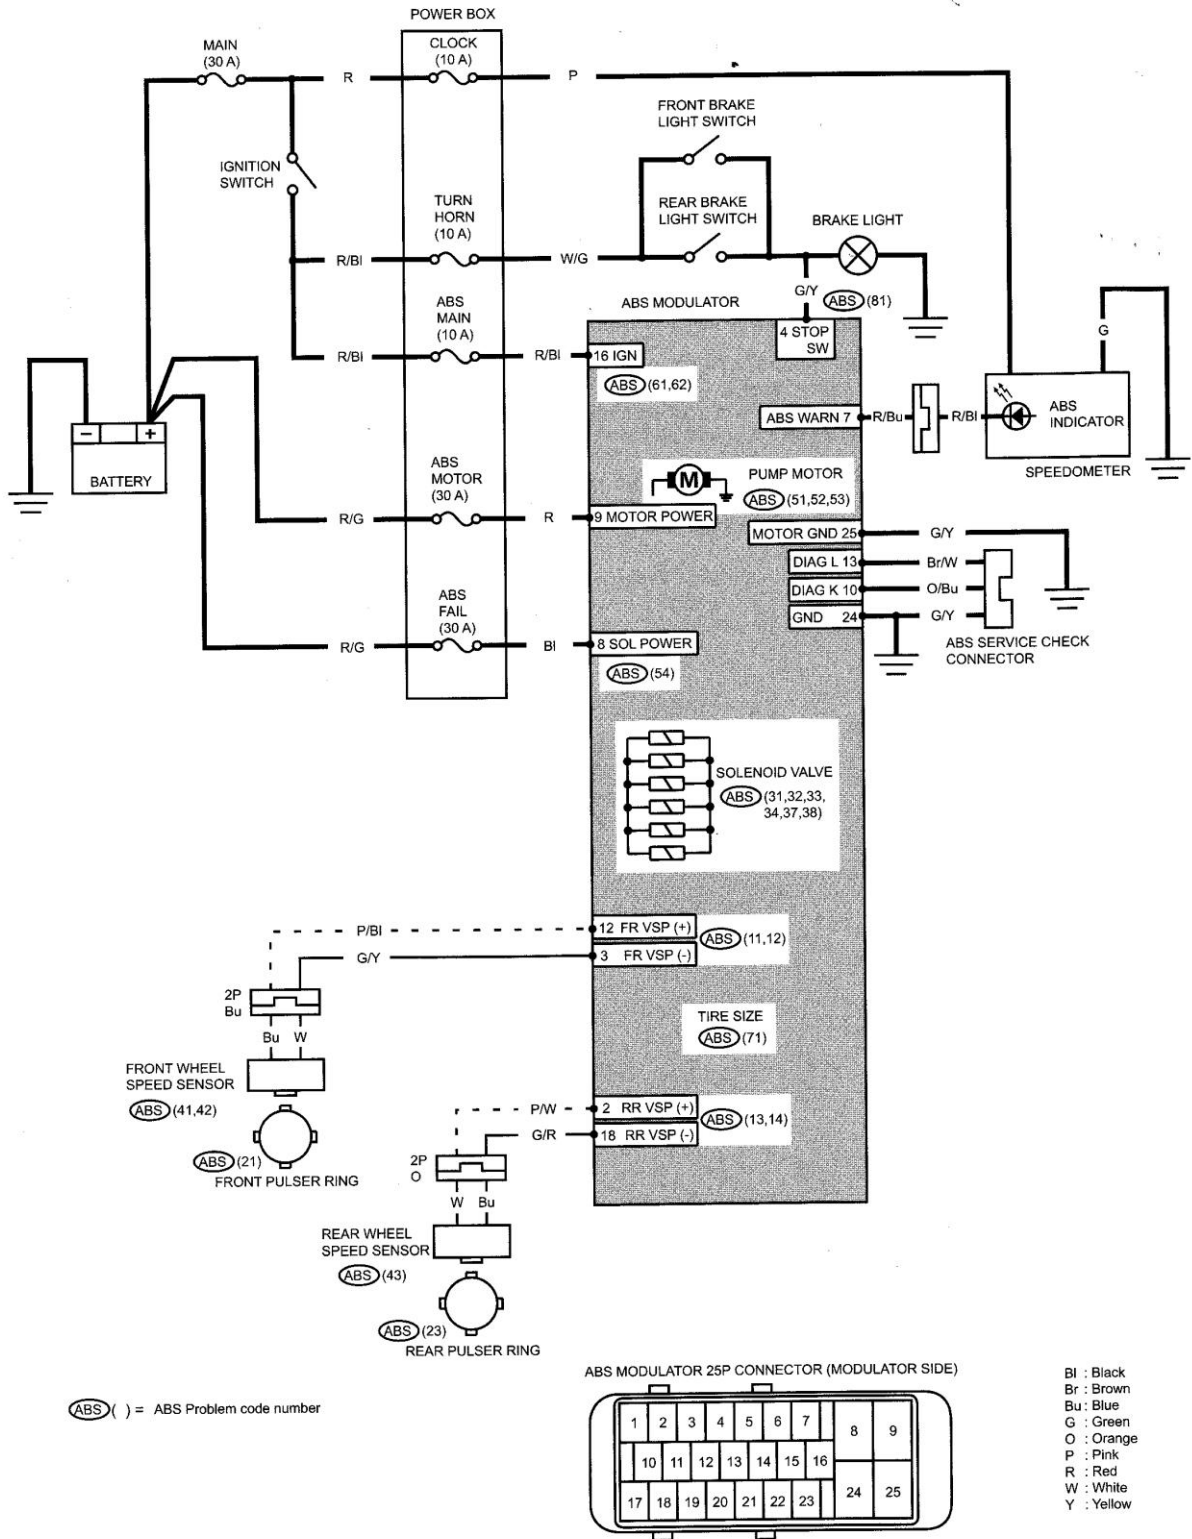 POWER BOX
MAIN
(30 A)
R
CLOCK
(10 A)
P
FRONT BRAKE
LIGHT SWITCH
IGNITION
SWITCH
TURN
HORN
(10 A)
REAR BRAKE
LIGHT SWITCH
BRAKE LIGHT
R/Bl
W/G
G/Y
ABS (81)
ABS MODULATOR
ABS
MAIN
(10 A)
4 STOP
SW
G
R/Bl
R/Bl
16 IGN
ABS (61,62)
ABS WARN 7
R/Bu
R/Bl
ABS
INDICATOR
SPEEDOMETER
–
+
BATTERY
ABS
MOTOR
(30 A)
M
PUMP MOTOR
ABS (51,52,53)
R/G
R
9 MOTOR POWER
MOTOR GND 25
G/Y
DIAG L 13
Br/W
DIAG K 10
O/Bu
GND 24
G/Y
ABS SERVICE CHECK
CONNECTOR
ABS
FAIL
(30 A)
R/G
Bl
8 SOL POWER
ABS (54)
SOLENOID VALVE
ABS (31,32,33,
34,37,38)
P/Bl
12 FR VSP (+)
G/Y
3 FR VSP (-)
ABS (11,12)
2P
Bu
Bu W
FRONT WHEEL
SPEED SENSOR
ABS (41,42)
ABS (21)
FRONT PULSER RING
TIRE SIZE
ABS (71)
P/W
2 RR VSP (+)
G/R
18 RR VSP (-)
ABS (13,14)
2P
O
W Bu
REAR WHEEL
SPEED SENSOR
ABS (43)
ABS (23)
REAR PULSER RING
ABS ( ) = ABS Problem code number
ABS MODULATOR 25P CONNECTOR (MODULATOR SIDE)
1 2 3 4 5 6 7 8 9
10 11 12 13 14 15 16
17 18 19 20 21 22 23 24 25
Bl : Black
Br : Brown
Bu : Blue
G : Green
O : Orange
P : Pink
R : Red
W : White
Y : Yellow